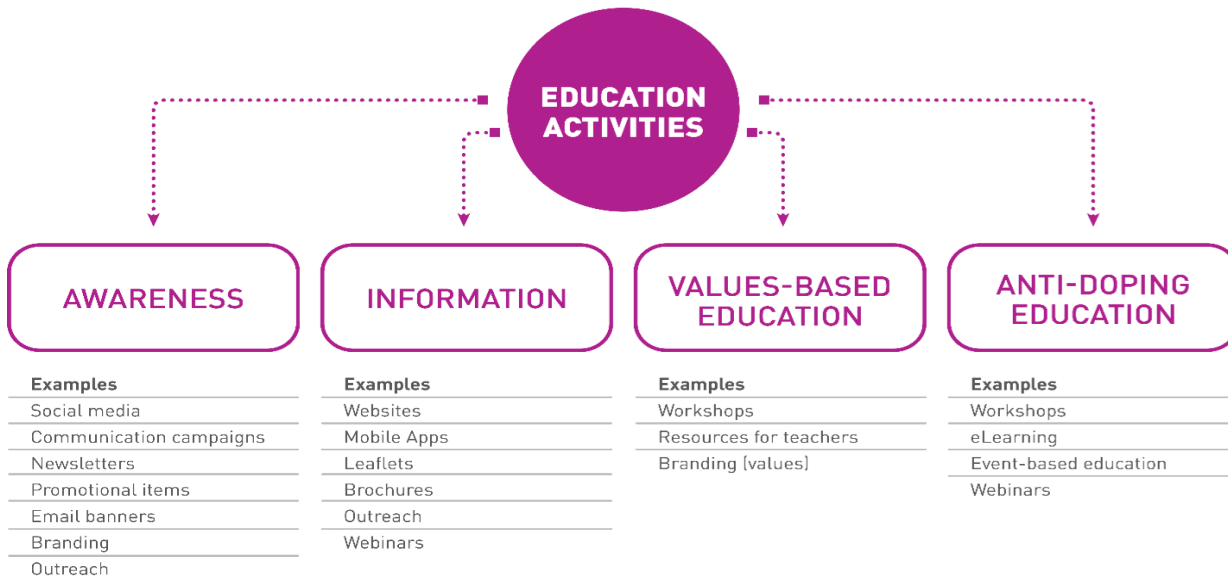 EDUCATION
ACTIVITIES
AWARENESS
Examples
Social media
Communication campaigns
Newsletters
Promotional items
Email banners
Branding
Outreach
INFORMATION
Examples
Websites
Mobile Apps
Leaflets
Brochures
Outreach
Webinars
VALUES-BASED
EDUCATION
Examples
Workshops
Resources for teachers
Branding (values)
ANTI-DOPING
EDUCATION
Examples
Workshops
eLearning
Event-based education
Webinars